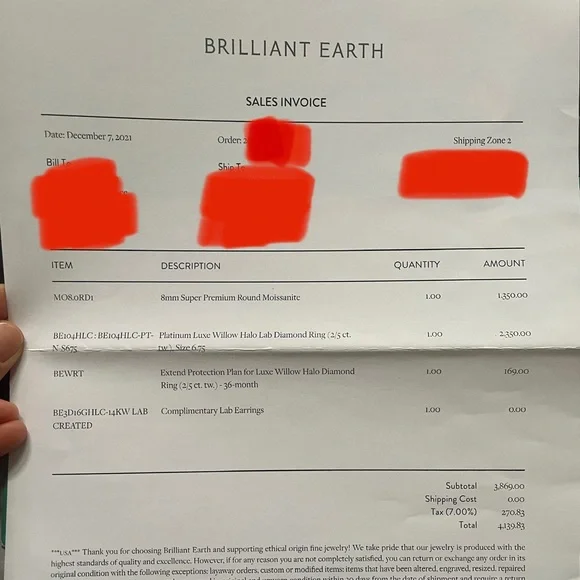 BRILLIANT EARTH
SALES INVOICE
Date: December 7, 2021
Order: 2
Shipping Zone 2
Bill To
Ship To
ITEM DESCRIPTION QUANTITY AMOUNT
MO8.0RD1 8mm Super Premium Round Moissanite 1.00 1,350.00
BE104HLC : BE104HLC-PT- Platinum Luxe Willow Halo Lab Diamond Ring (2/5 ct. 1.00 2,350.00
N-S675 tw.) Size 6.75
BEWRT Extend Protection Plan for Luxe Willow Halo Diamond 1.00 169.00
Ring (2/5 ct. tw.) - 36-month
BE3D16GHLC-14KW LAB Complimentary Lab Earrings 1.00 0.00
CREATED
Subtotal 3,869.00
Shipping Cost 0.00
Tax (7.00%) 270.83
Total 4,139.83
***USA*** Thank you for choosing Brilliant Earth and supporting ethical origin fine jewelry! We take pride that our jewelry is produced with the
highest standards of quality and excellence. However, if for any reason you are not completely satisfied, you can return or exchange any order in its
original condition with the following exceptions: layaway orders, custom or modified items; items that have been altered, engraved, resized, repaired